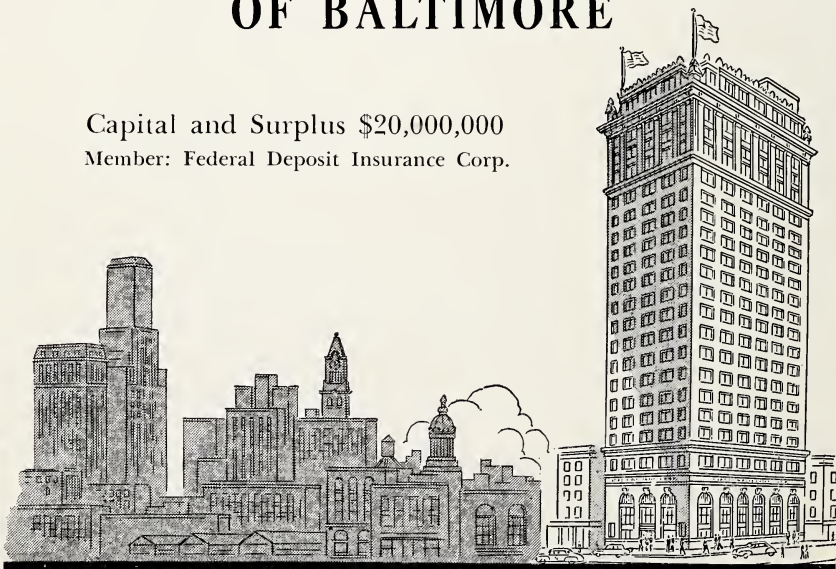 OF BALTIMORE
Capital and Surplus $20,000,000
Member: Federal Deposit Insurance Corp.